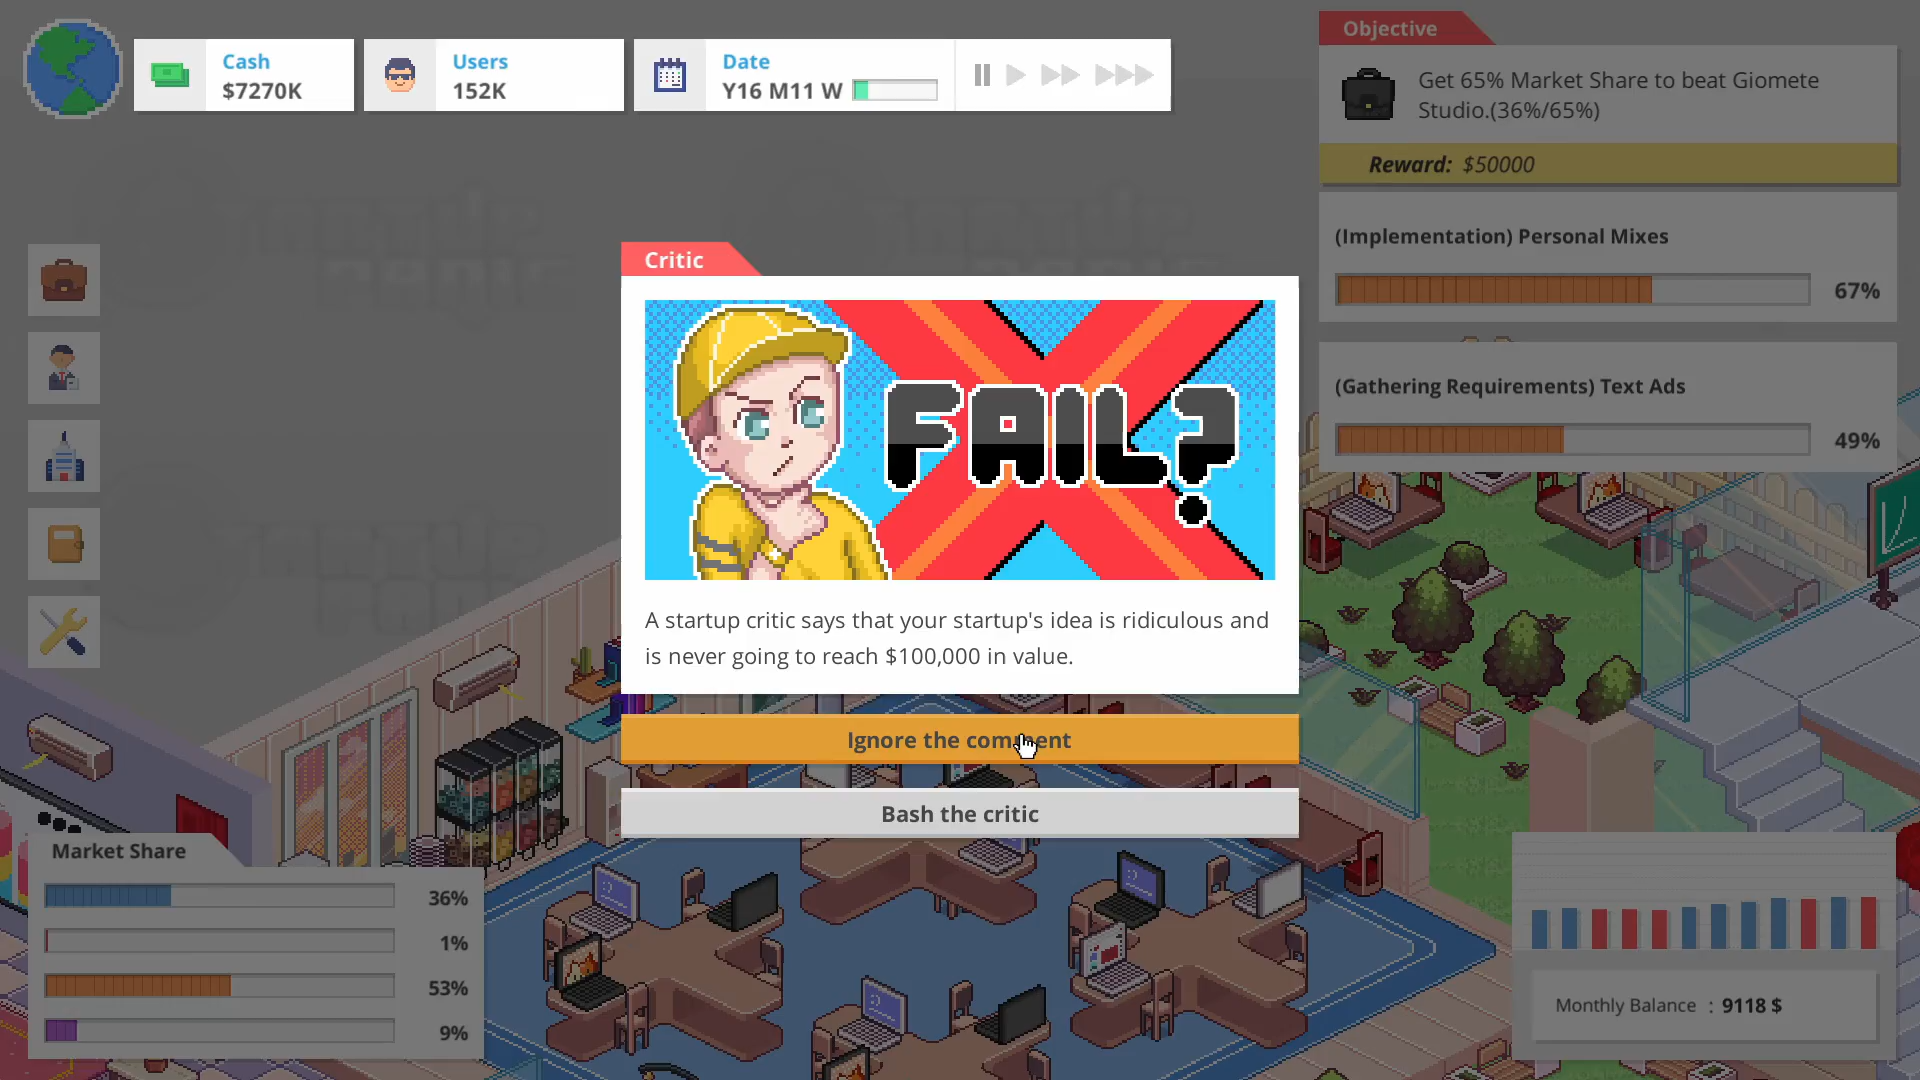 Cash
$7270K
Users
152K
Date
Y16 M11 W
Objective
Get 65% Market Share to beat Giomete
Studio.(36%/65%)
Reward: $50000
(Implementation) Personal Mixes
67%
(Gathering Requirements) Text Ads
49%
Critic
FAIL?
A startup critic says that your startup's idea is ridiculous and
is never going to reach $100,000 in value.
Ignore the comment
Bash the critic
Market Share
36%
1%
53%
9%
Monthly Balance : 9118 $